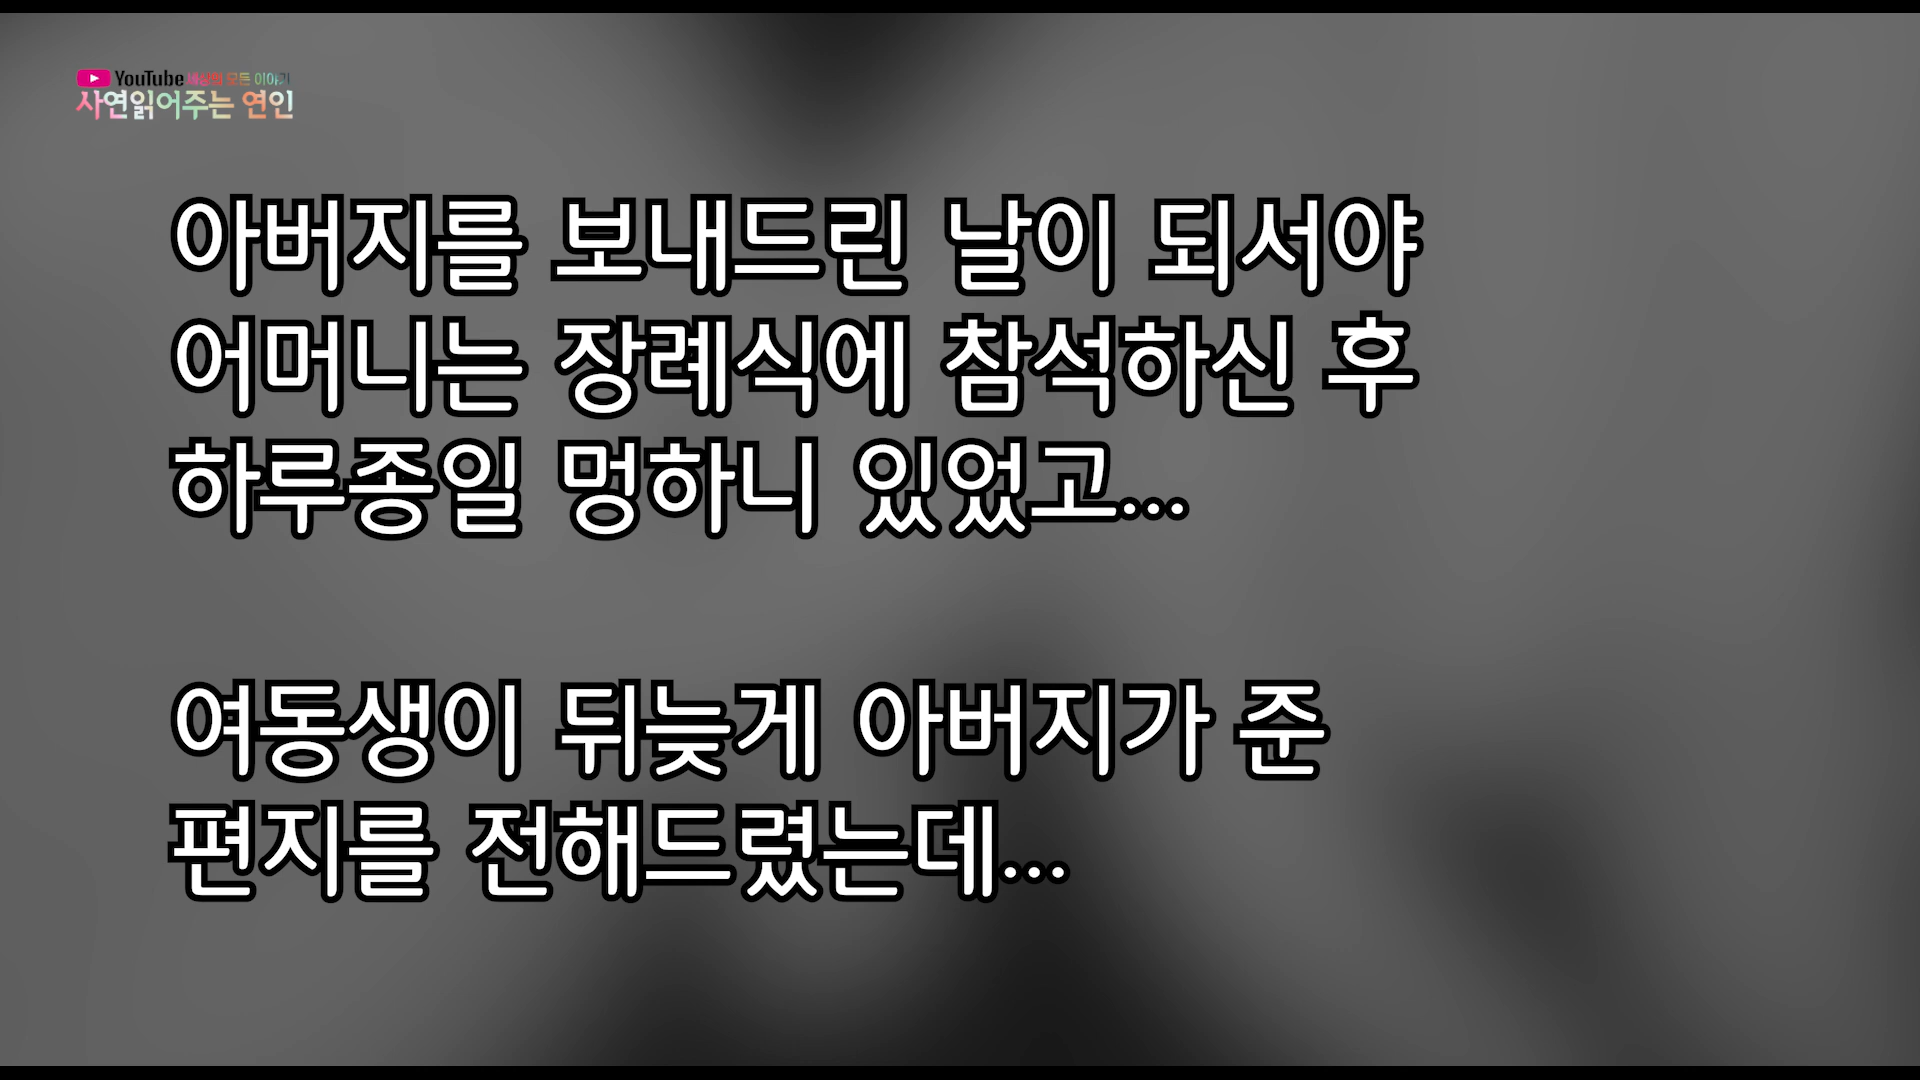 YouTube 세상의 모든 이야기
사연읽어주는 연인
아버지를 보내드린 날이 되서야
어머니는 장례식에 참석하신 후
하루종일 멍하니 있었고...
여동생이 뒤늦게 아버지가 준
편지를 전해드렸는데...